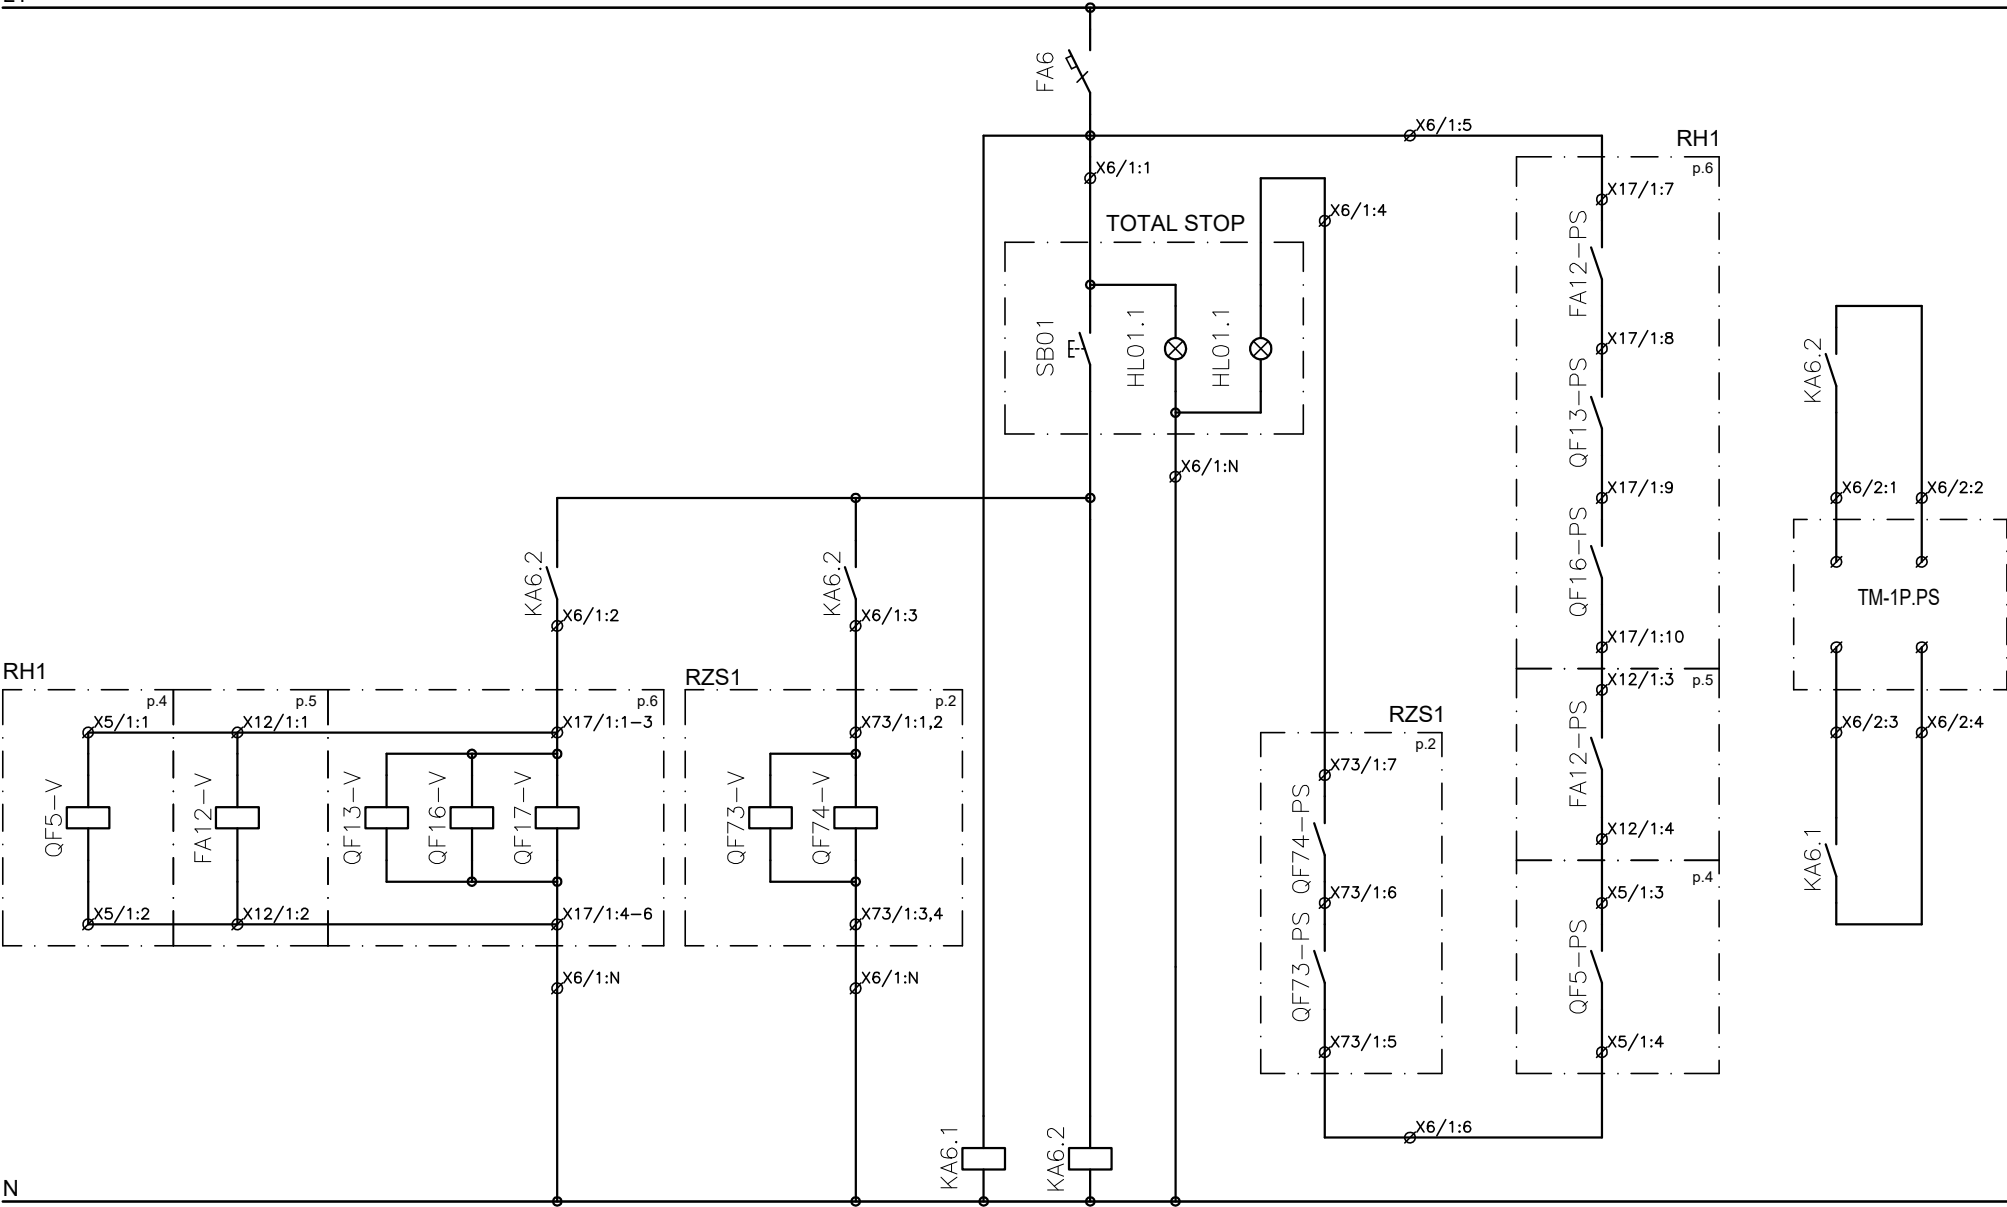 FA6
X6/1:5
RH1
p.6
X6/1:1
X17/1:7
X6/1:4
TOTAL STOP
FA12-PS
SB01
HL01.1
HL01.1
X17/1:8
KA6.2
QF13-PS
X6/1:N
X17/1:9
X6/2:1
X6/2:2
KA6.2
KA6.2
QF16-PS
TM-1P.PS
X6/1:2
X6/1:3
X17/1:10
RH1
RZS1
X12/1:3
p.5
p.4
p.5
p.6
p.2
X5/1:1
X12/1:1
X17/1:1-3
X73/1:1,2
RZS1
p.2
FA12-PS
X6/2:3
X6/2:4
X73/1:7
QF5-V
FA12-V
QF13-V
QF16-V
QF17-V
QF73-V
QF74-V
QF74-PS
X12/1:4
KA6.1
p.4
X73/1:6
X5/1:3
X5/1:2
X12/1:2
X17/1:4-6
X73/1:3,4
QF73-PS
QF5-PS
X6/1:N
X6/1:N
X73/1:5
X5/1:4
X6/1:6
KA6.1
KA6.2
N